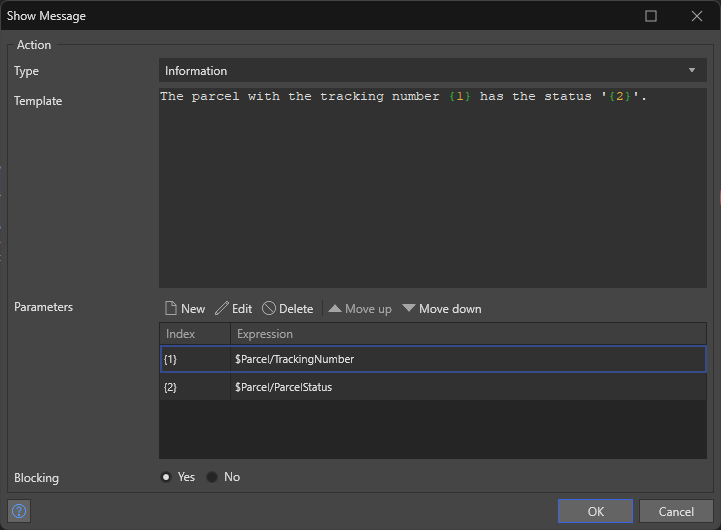 Show Message
Action
Type
Information
Template
The parcel with the tracking number {1} has the status '{2}'.
Parameters
New Edit Delete Move up Move down
Index Expression
{1} $Parcel/TrackingNumber
{2} $Parcel/ParcelStatus
Blocking
Yes No
? OK Cancel